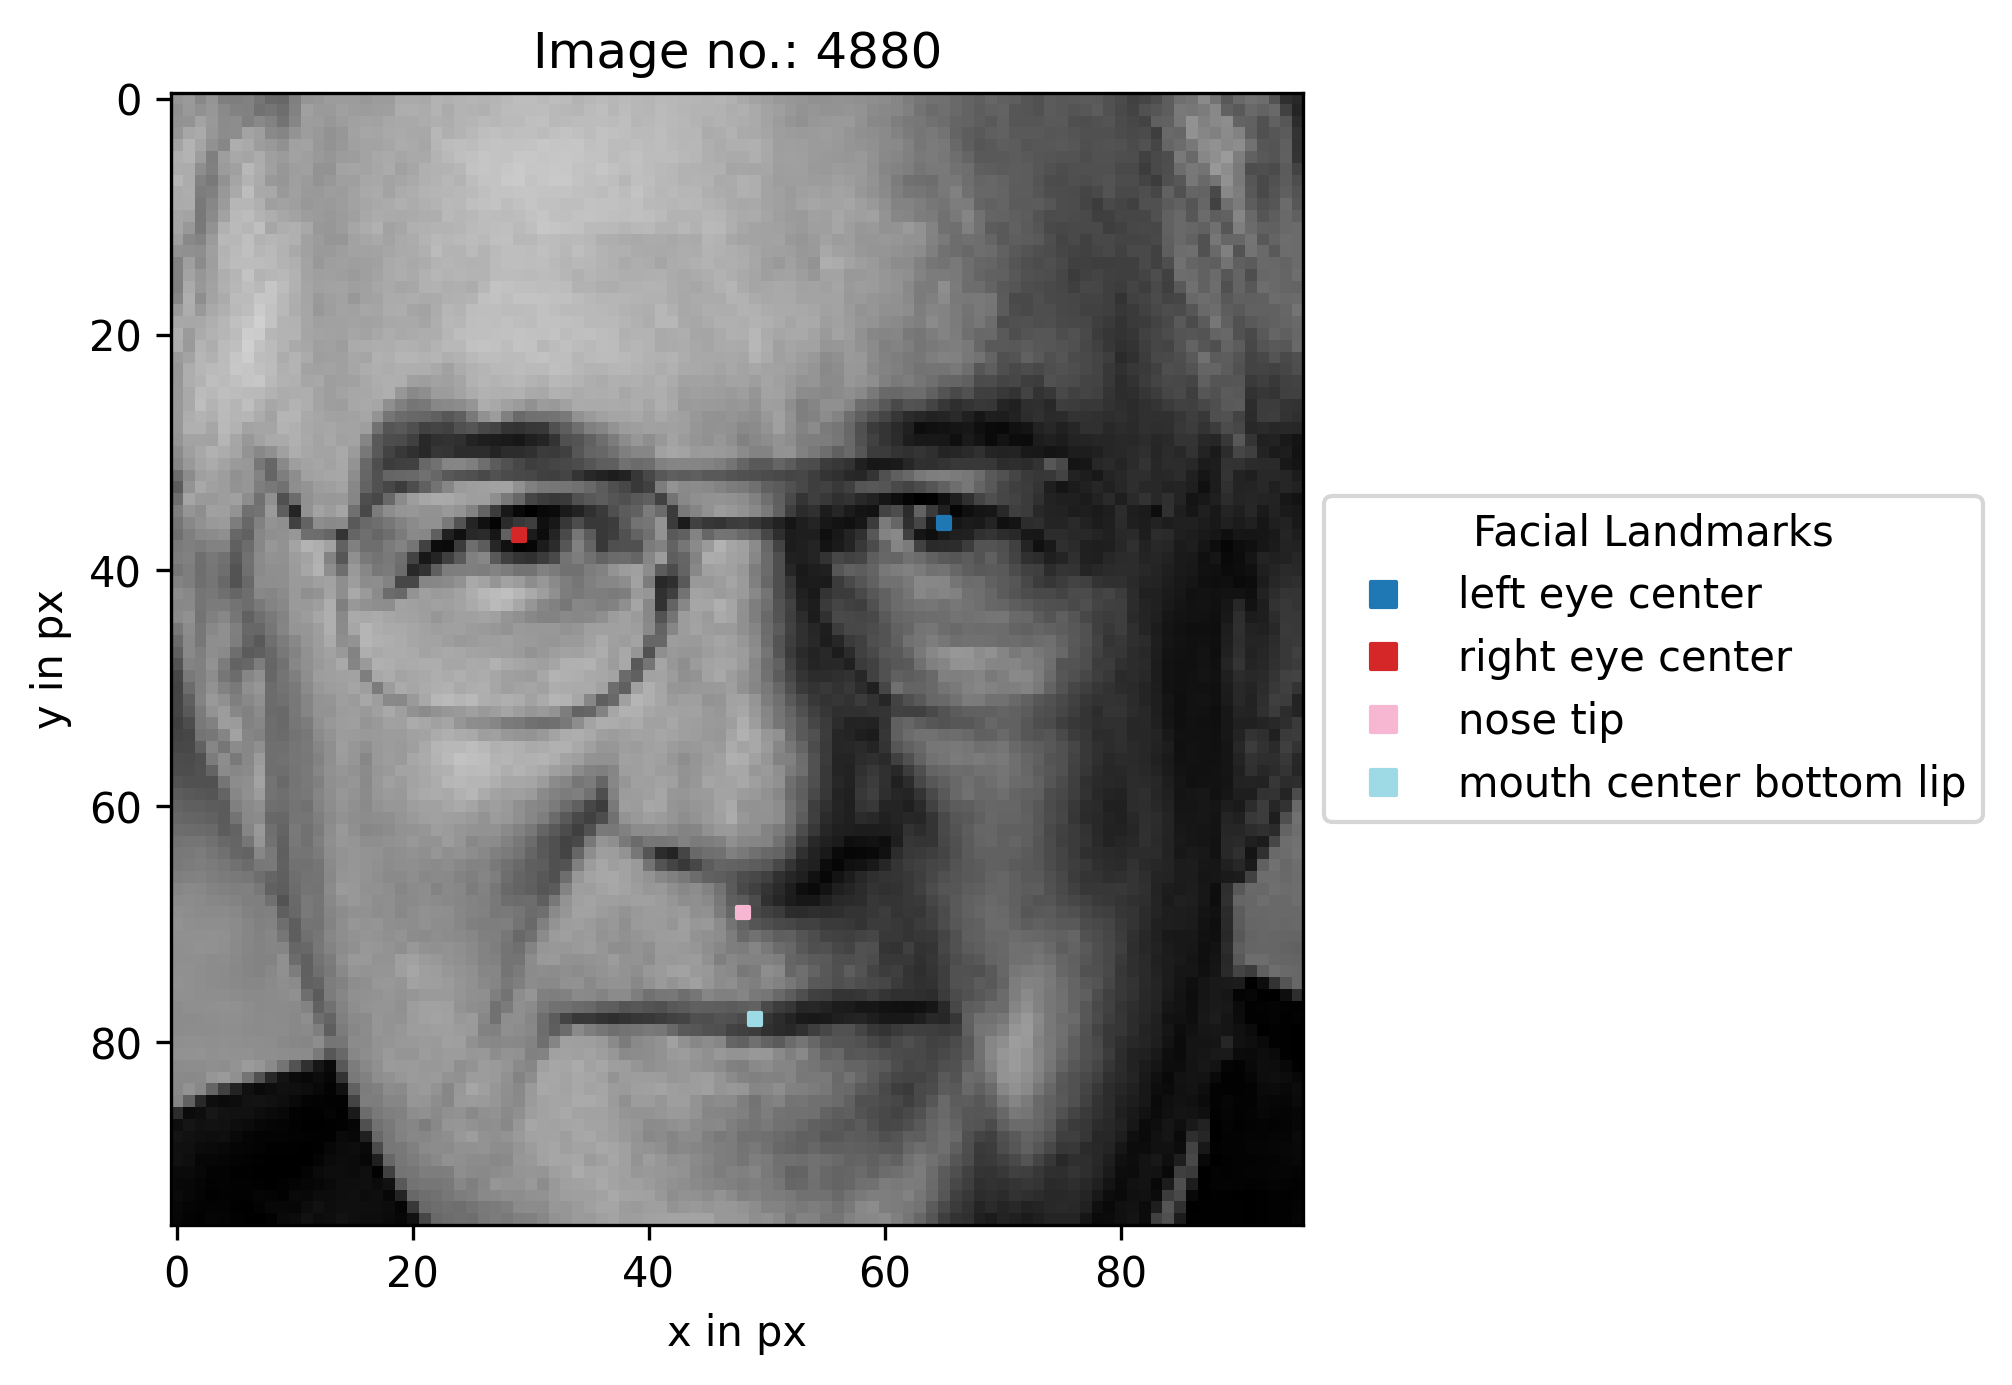 Image no.: 4880
0
20
40
60
80
y in px
0 20 40 60 80
x in px
Facial Landmarks
left eye center
right eye center
nose tip
mouth center bottom lip